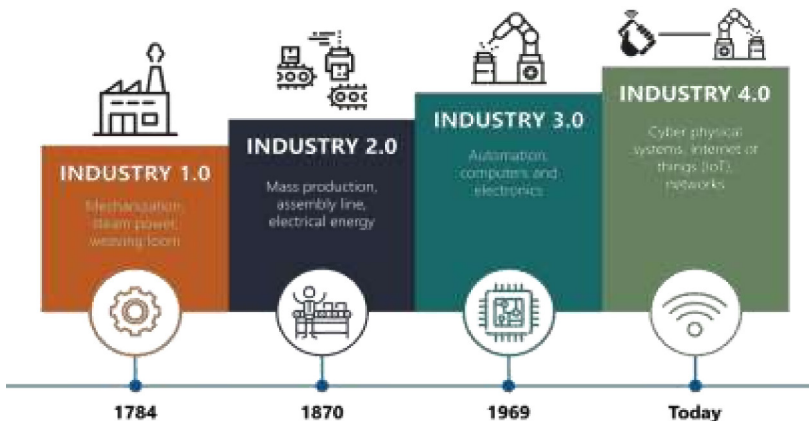 INDUSTRY 1.0
Mechanization,
steam power,
weaving loom
1784
INDUSTRY 2.0
Mass production,
assembly line,
electrical energy
1870
INDUSTRY 3.0
Automation,
computers and
electronics
1969
INDUSTRY 4.0
Cyber physical
systems, internet of
things (IoT),
networks
Today